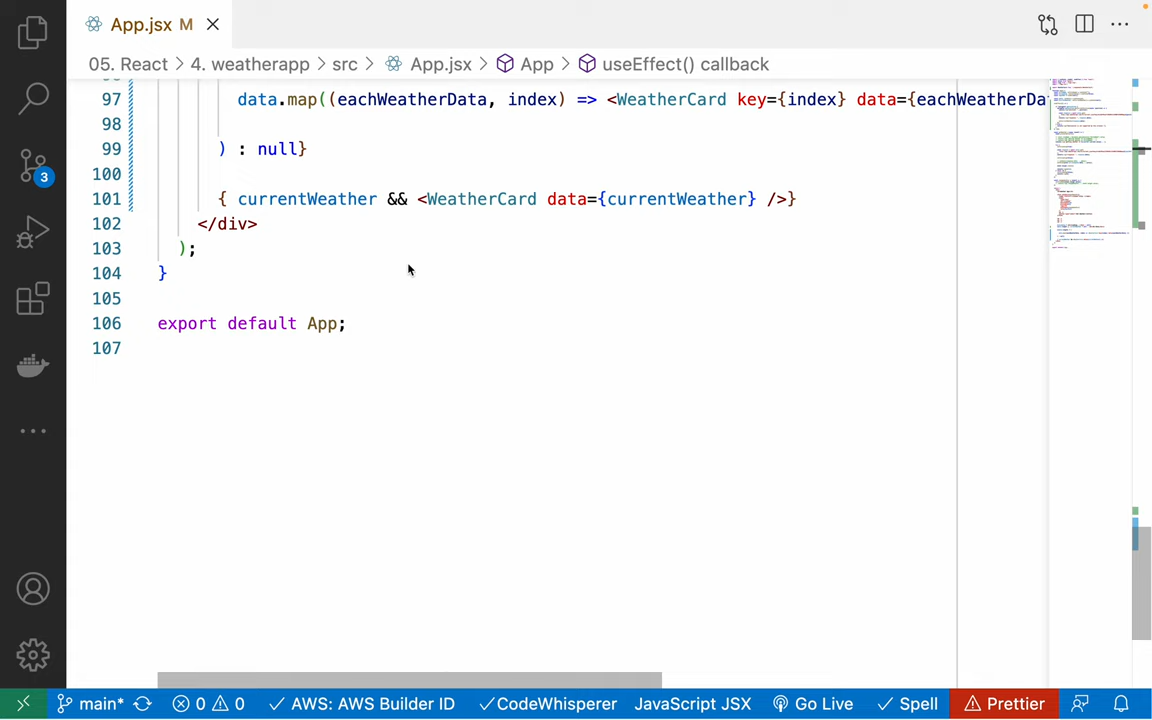 App.jsx M
05. React > 4. weatherapp > src > App.jsx > App > useEffect() callback
97 data.map((eachWeatherData, index) => <WeatherCard key={index} data={eachWeatherDa
98
99 ) : null}
100
101 { currentWeather && <WeatherCard data={currentWeather} />}
102 </div>
103 );
104 }
105
106 export default App;
107
3
main* 0 0 AWS: AWS Builder ID CodeWhisperer JavaScript JSX Go Live Spell Prettier